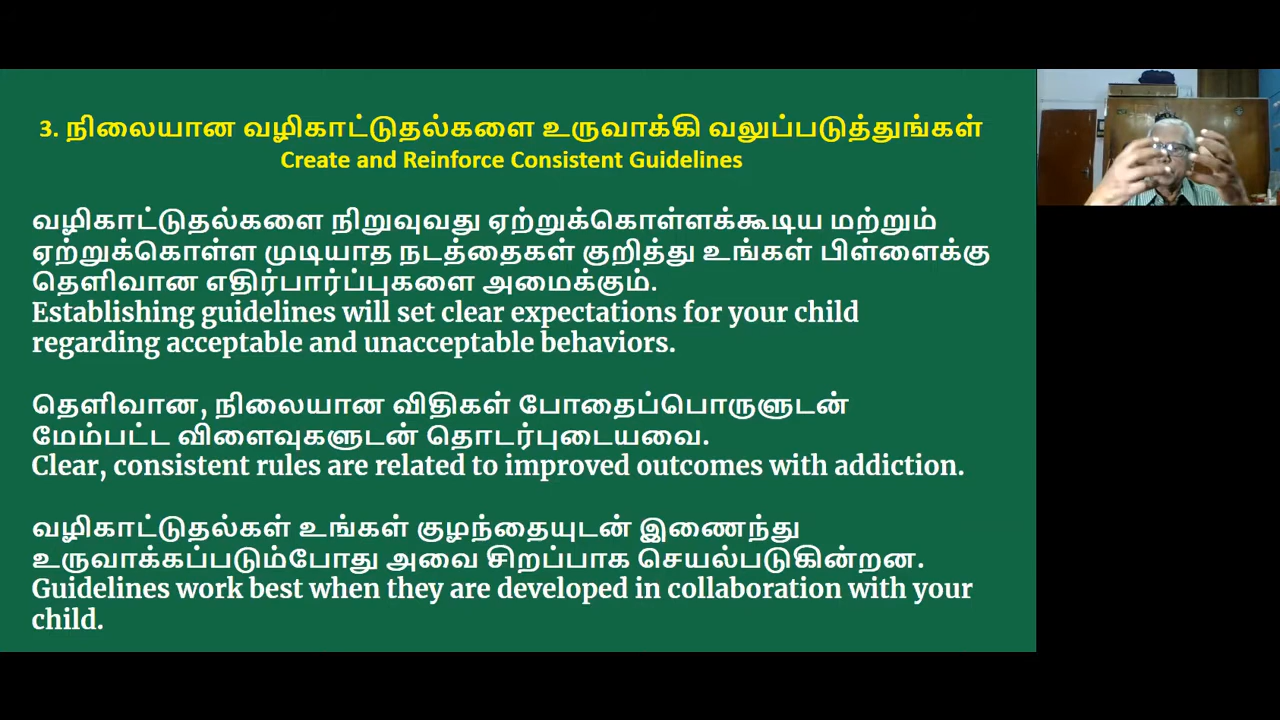 3. நிலையான வழிகாட்டுதல்களை உருவாக்கி வலுப்படுத்துங்கள்
Create and Reinforce Consistent Guidelines
வழிகாட்டுதல்களை நிறுவுவது ஏற்றுக்கொள்ளக்கூடிய மற்றும்
ஏற்றுக்கொள்ள முடியாத நடத்தைகள் குறித்து உங்கள் பிள்ளைக்கு
தெளிவான எதிர்பார்ப்புகளை அமைக்கும்.
Establishing guidelines will set clear expectations for your child
regarding acceptable and unacceptable behaviors.
தெளிவான, நிலையான விதிகள் போதைப்பொருளுடன்
மேம்பட்ட விளைவுகளுடன் தொடர்புடையவை.
Clear, consistent rules are related to improved outcomes with addiction.
வழிகாட்டுதல்கள் உங்கள் குழந்தையுடன் இணைந்து
உருவாக்கப்படும்போது அவை சிறப்பாக செயல்படுகின்றன.
Guidelines work best when they are developed in collaboration with your
child.